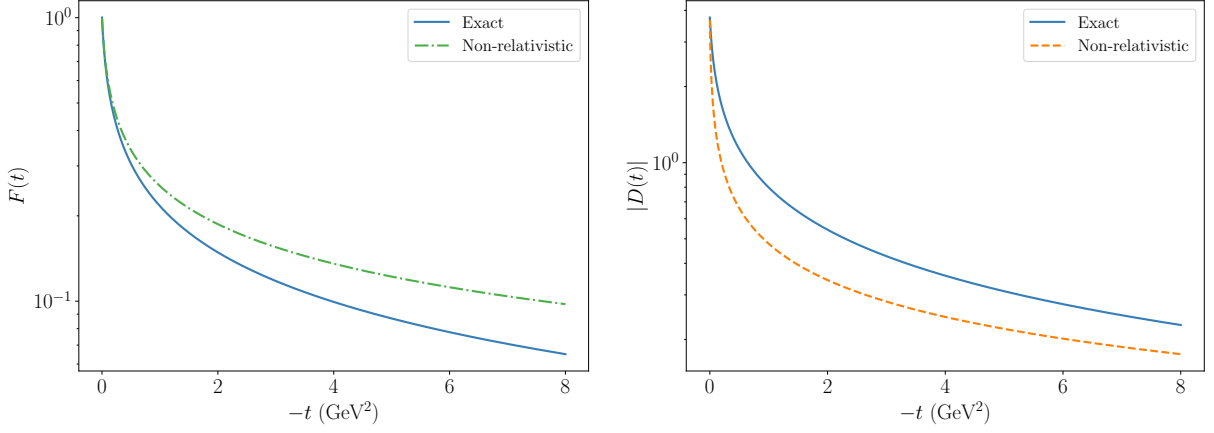 Exact
Non-relativistic
10^0
10^{-1}
F(t)
0
2
4
6
8
−t (GeV^2)
Exact
Non-relativistic
10^0
|D(t)|
0
2
4
6
8
−t (GeV^2)